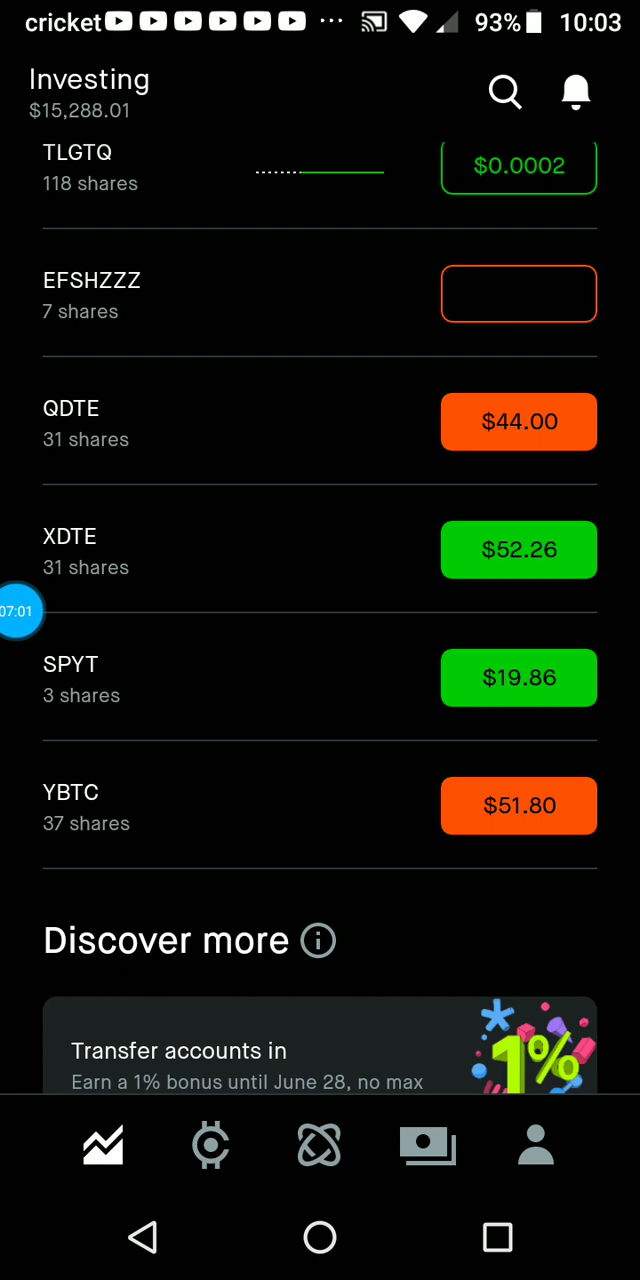 cricket ... 93% 10:03
Investing
$15,288.01
TLGTQ
118 shares
$0.0002
EFSHZZZ
7 shares
QDTE
31 shares
$44.00
XDTE
31 shares
$52.26
07:01
SPYT
3 shares
$19.86
YBTC
37 shares
$51.80
Discover more
Transfer accounts in
Earn a 1% bonus until June 28, no max
1%